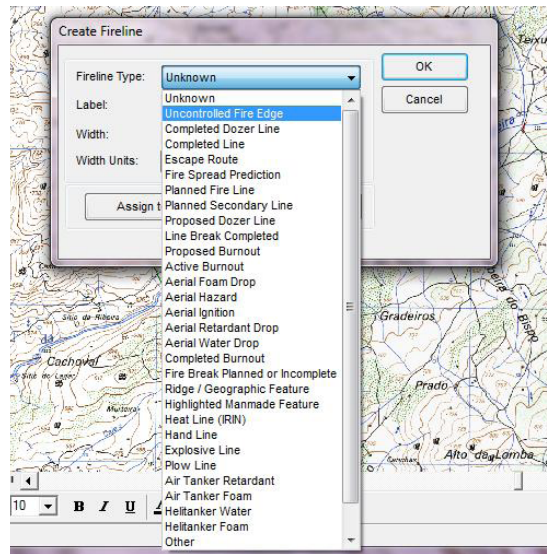 Create Fireline
Fireline Type:
Unknown
OK
Label:
Cancel
Width:
Width Units:
Assign t
Unknown
Uncontrolled Fire Edge
Completed Dozer Line
Completed Line
Escape Route
Fire Spread Prediction
Planned Fire Line
Planned Secondary Line
Proposed Dozer Line
Line Break Completed
Proposed Burnout
Active Burnout
Aerial Foam Drop
Aerial Hazard
Aerial Ignition
Aerial Retardant Drop
Aerial Water Drop
Completed Burnout
Fire Break Planned or Incomplete
Ridge / Geographic Feature
Highlighted Manmade Feature
Heat Line (IRIN)
Hand Line
Explosive Line
Plow Line
Air Tanker Retardant
Air Tanker Foam
Helitanker Water
Helitanker Foam
Other
Gradeiros
Cachoval
Prado
Murteira
Alto da Lomba
do Bispo
10
B I U A